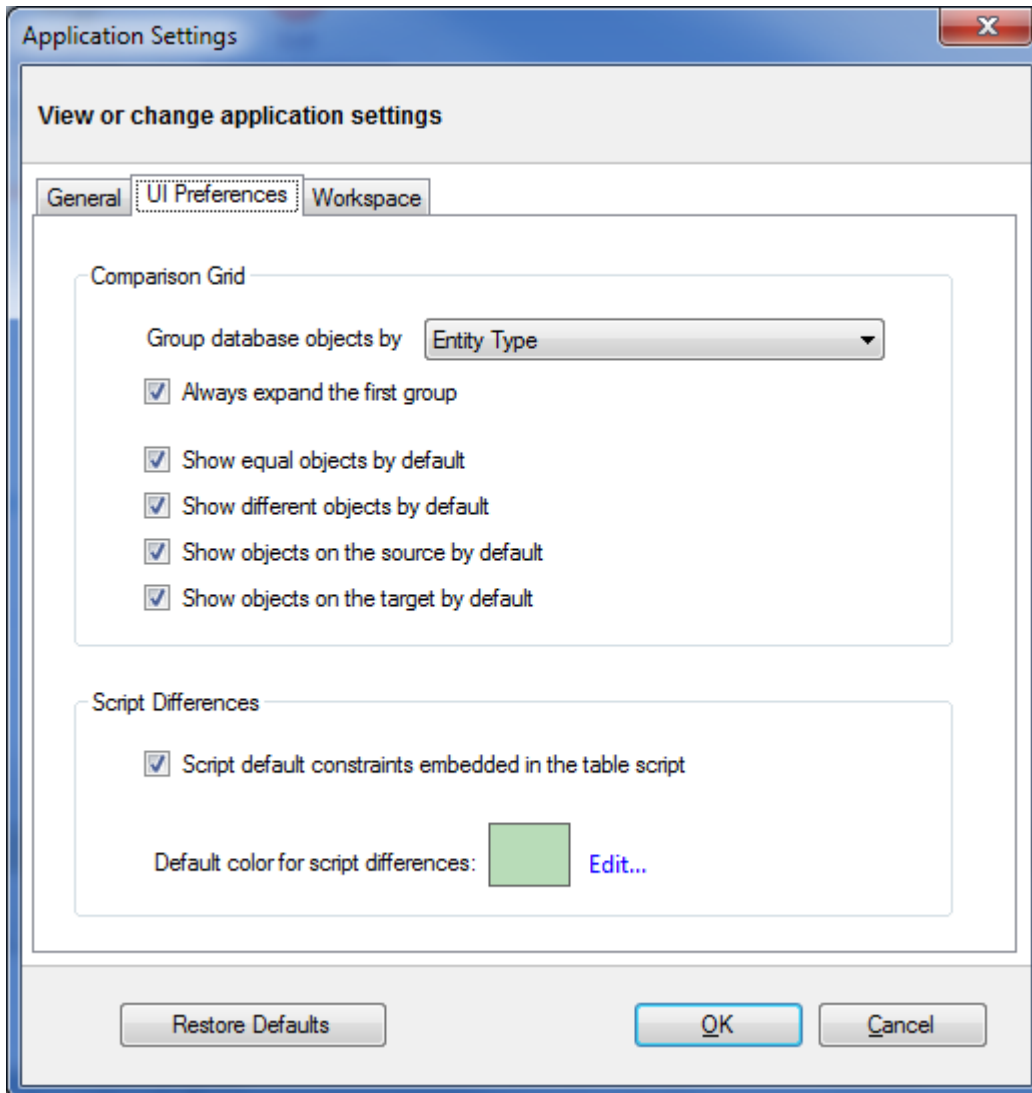 Application Settings
View or change application settings
General UI Preferences Workspace
Comparison Grid
Group database objects by Entity Type
Always expand the first group
Show equal objects by default
Show different objects by default
Show objects on the source by default
Show objects on the target by default
Script Differences
Script default constraints embedded in the table script
Default color for script differences: Edit...
Restore Defaults OK Cancel